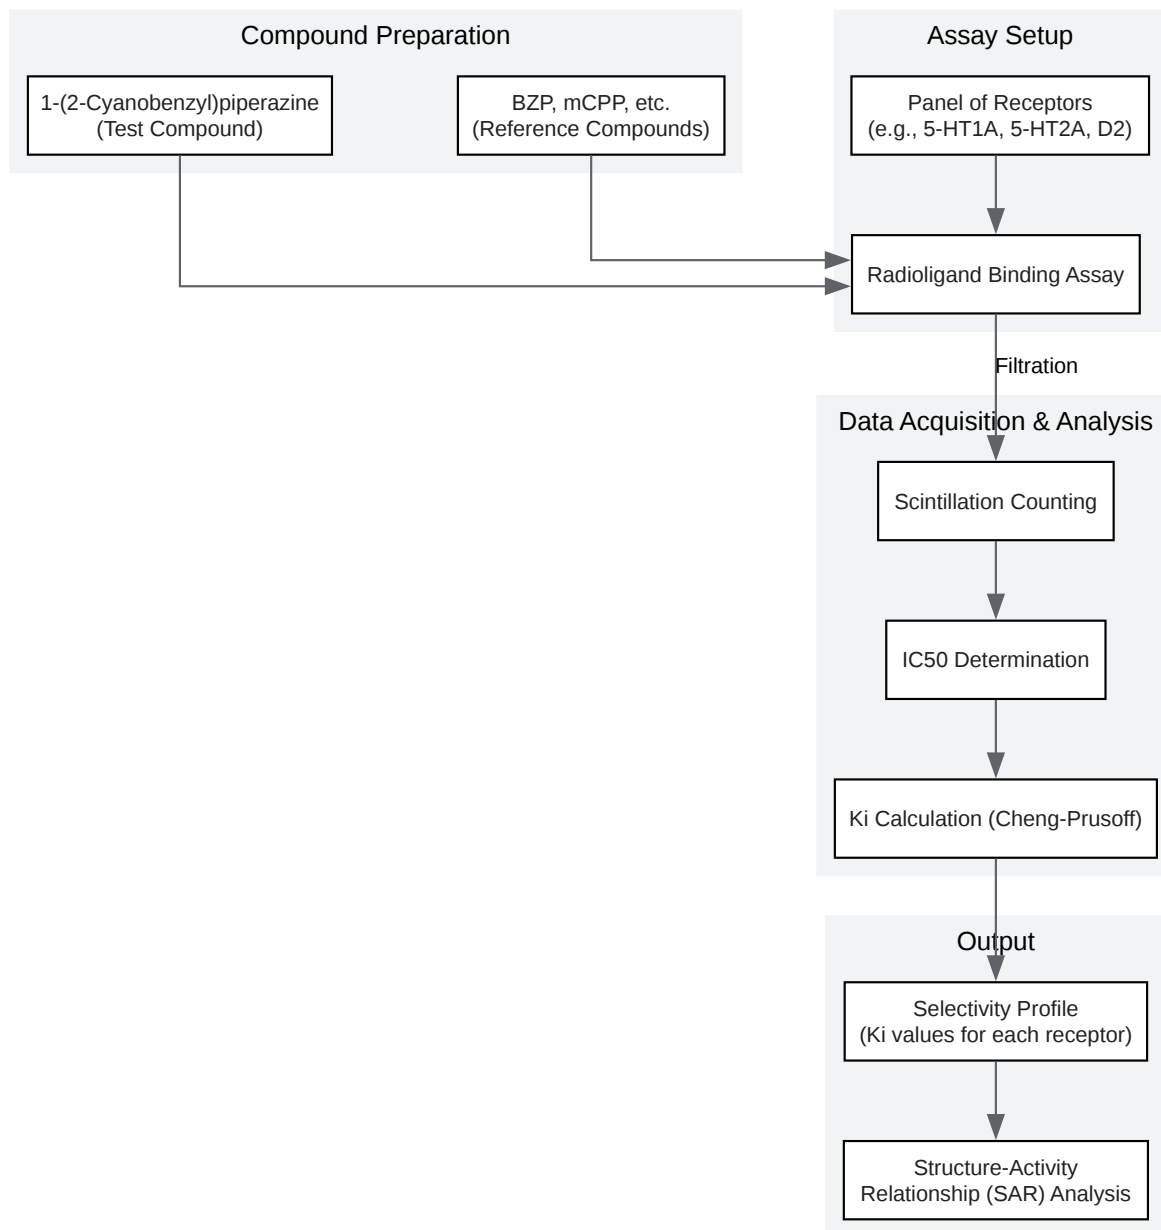 Compound Preparation
1-(2-Cyanobenzyl)piperazine
(Test Compound)
BZP, mCPP, etc.
(Reference Compounds)
Assay Setup
Panel of Receptors
(e.g., 5-HT1A, 5-HT2A, D2)
Radioligand Binding Assay
Filtration
Data Acquisition & Analysis
Scintillation Counting
IC50 Determination
Ki Calculation (Cheng-Prusoff)
Output
Selectivity Profile
(Ki values for each receptor)
Structure-Activity
Relationship (SAR) Analysis